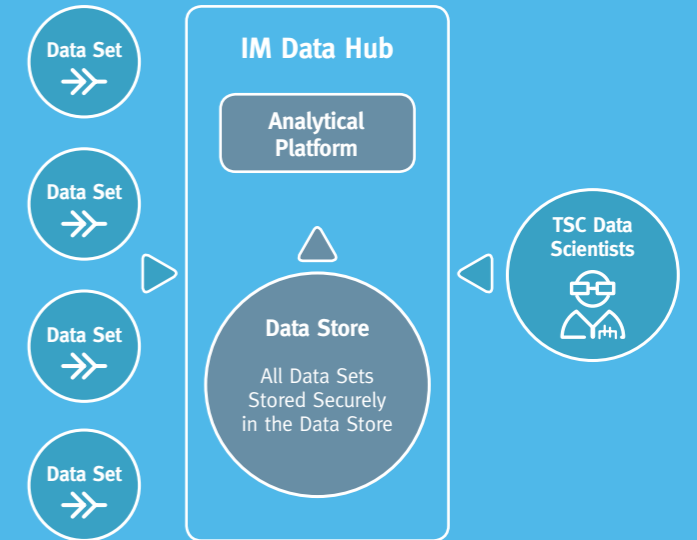 Data Set
Data Set
Data Set
Data Set
IM Data Hub
Analytical
Platform
Data Store
All Data Sets
Stored Securely
in the Data Store
TSC Data
Scientists